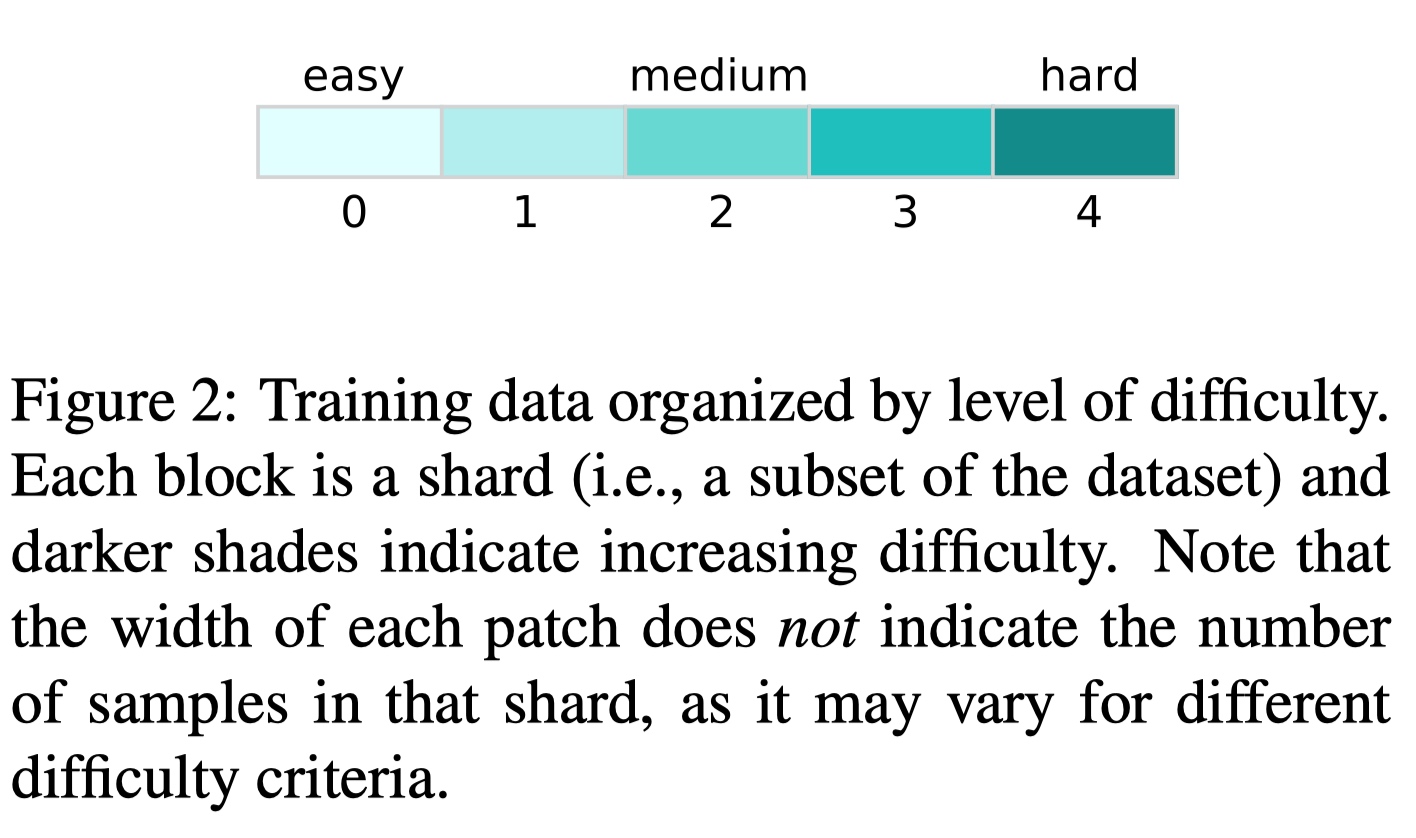 easy medium hard
0 1 2 3 4
Figure 2: Training data organized by level of difficulty.
Each block is a shard (i.e., a subset of the dataset) and
darker shades indicate increasing difficulty. Note that
the width of each patch does not indicate the number
of samples in that shard, as it may vary for different
difficulty criteria.